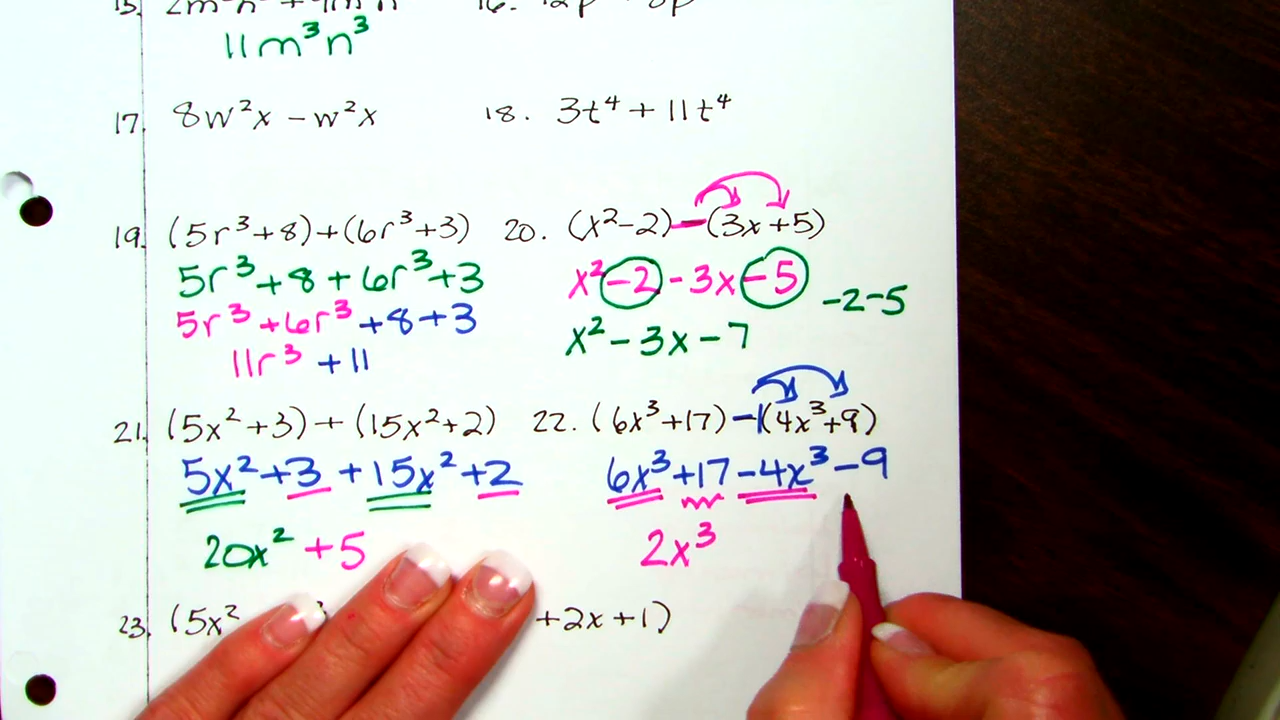 15.
16.
11m³n³
17. 8w²x - w²x
18. 3t⁴ + 11t⁴
19. (5r³+8)+(6r³+3)
5r³+8+6r³+3
5r³+6r³+8+3
11r³+11
20. (x²-2)-(3x+5)
x²-2-3x-5
-2-5
x²-3x-7
21. (5x²+3)+(15x²+2)
5x²+3+15x²+2
20x²+5
22. (6x³+17)-1(4x³+9)
6x³+17-4x³-9
2x³
23. (5x² +2x+1)